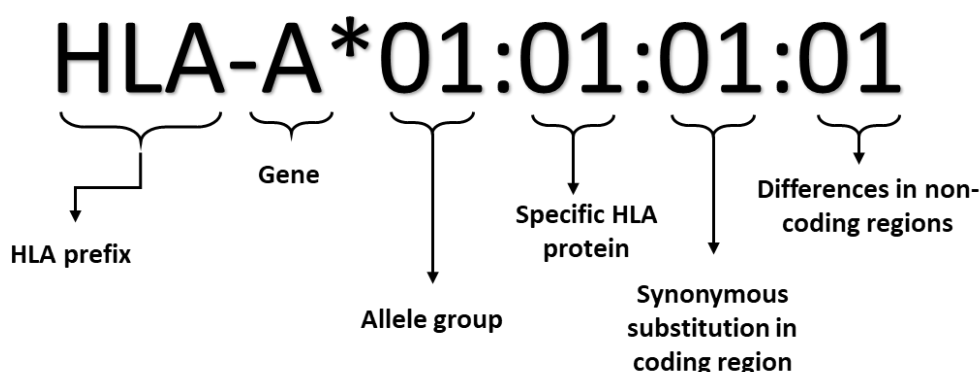 HLA-A*01:01:01:01
Gene
HLA prefix
Allele group
Specific HLA
protein
Synonymous
substitution in
coding region
Differences in non-
coding regions